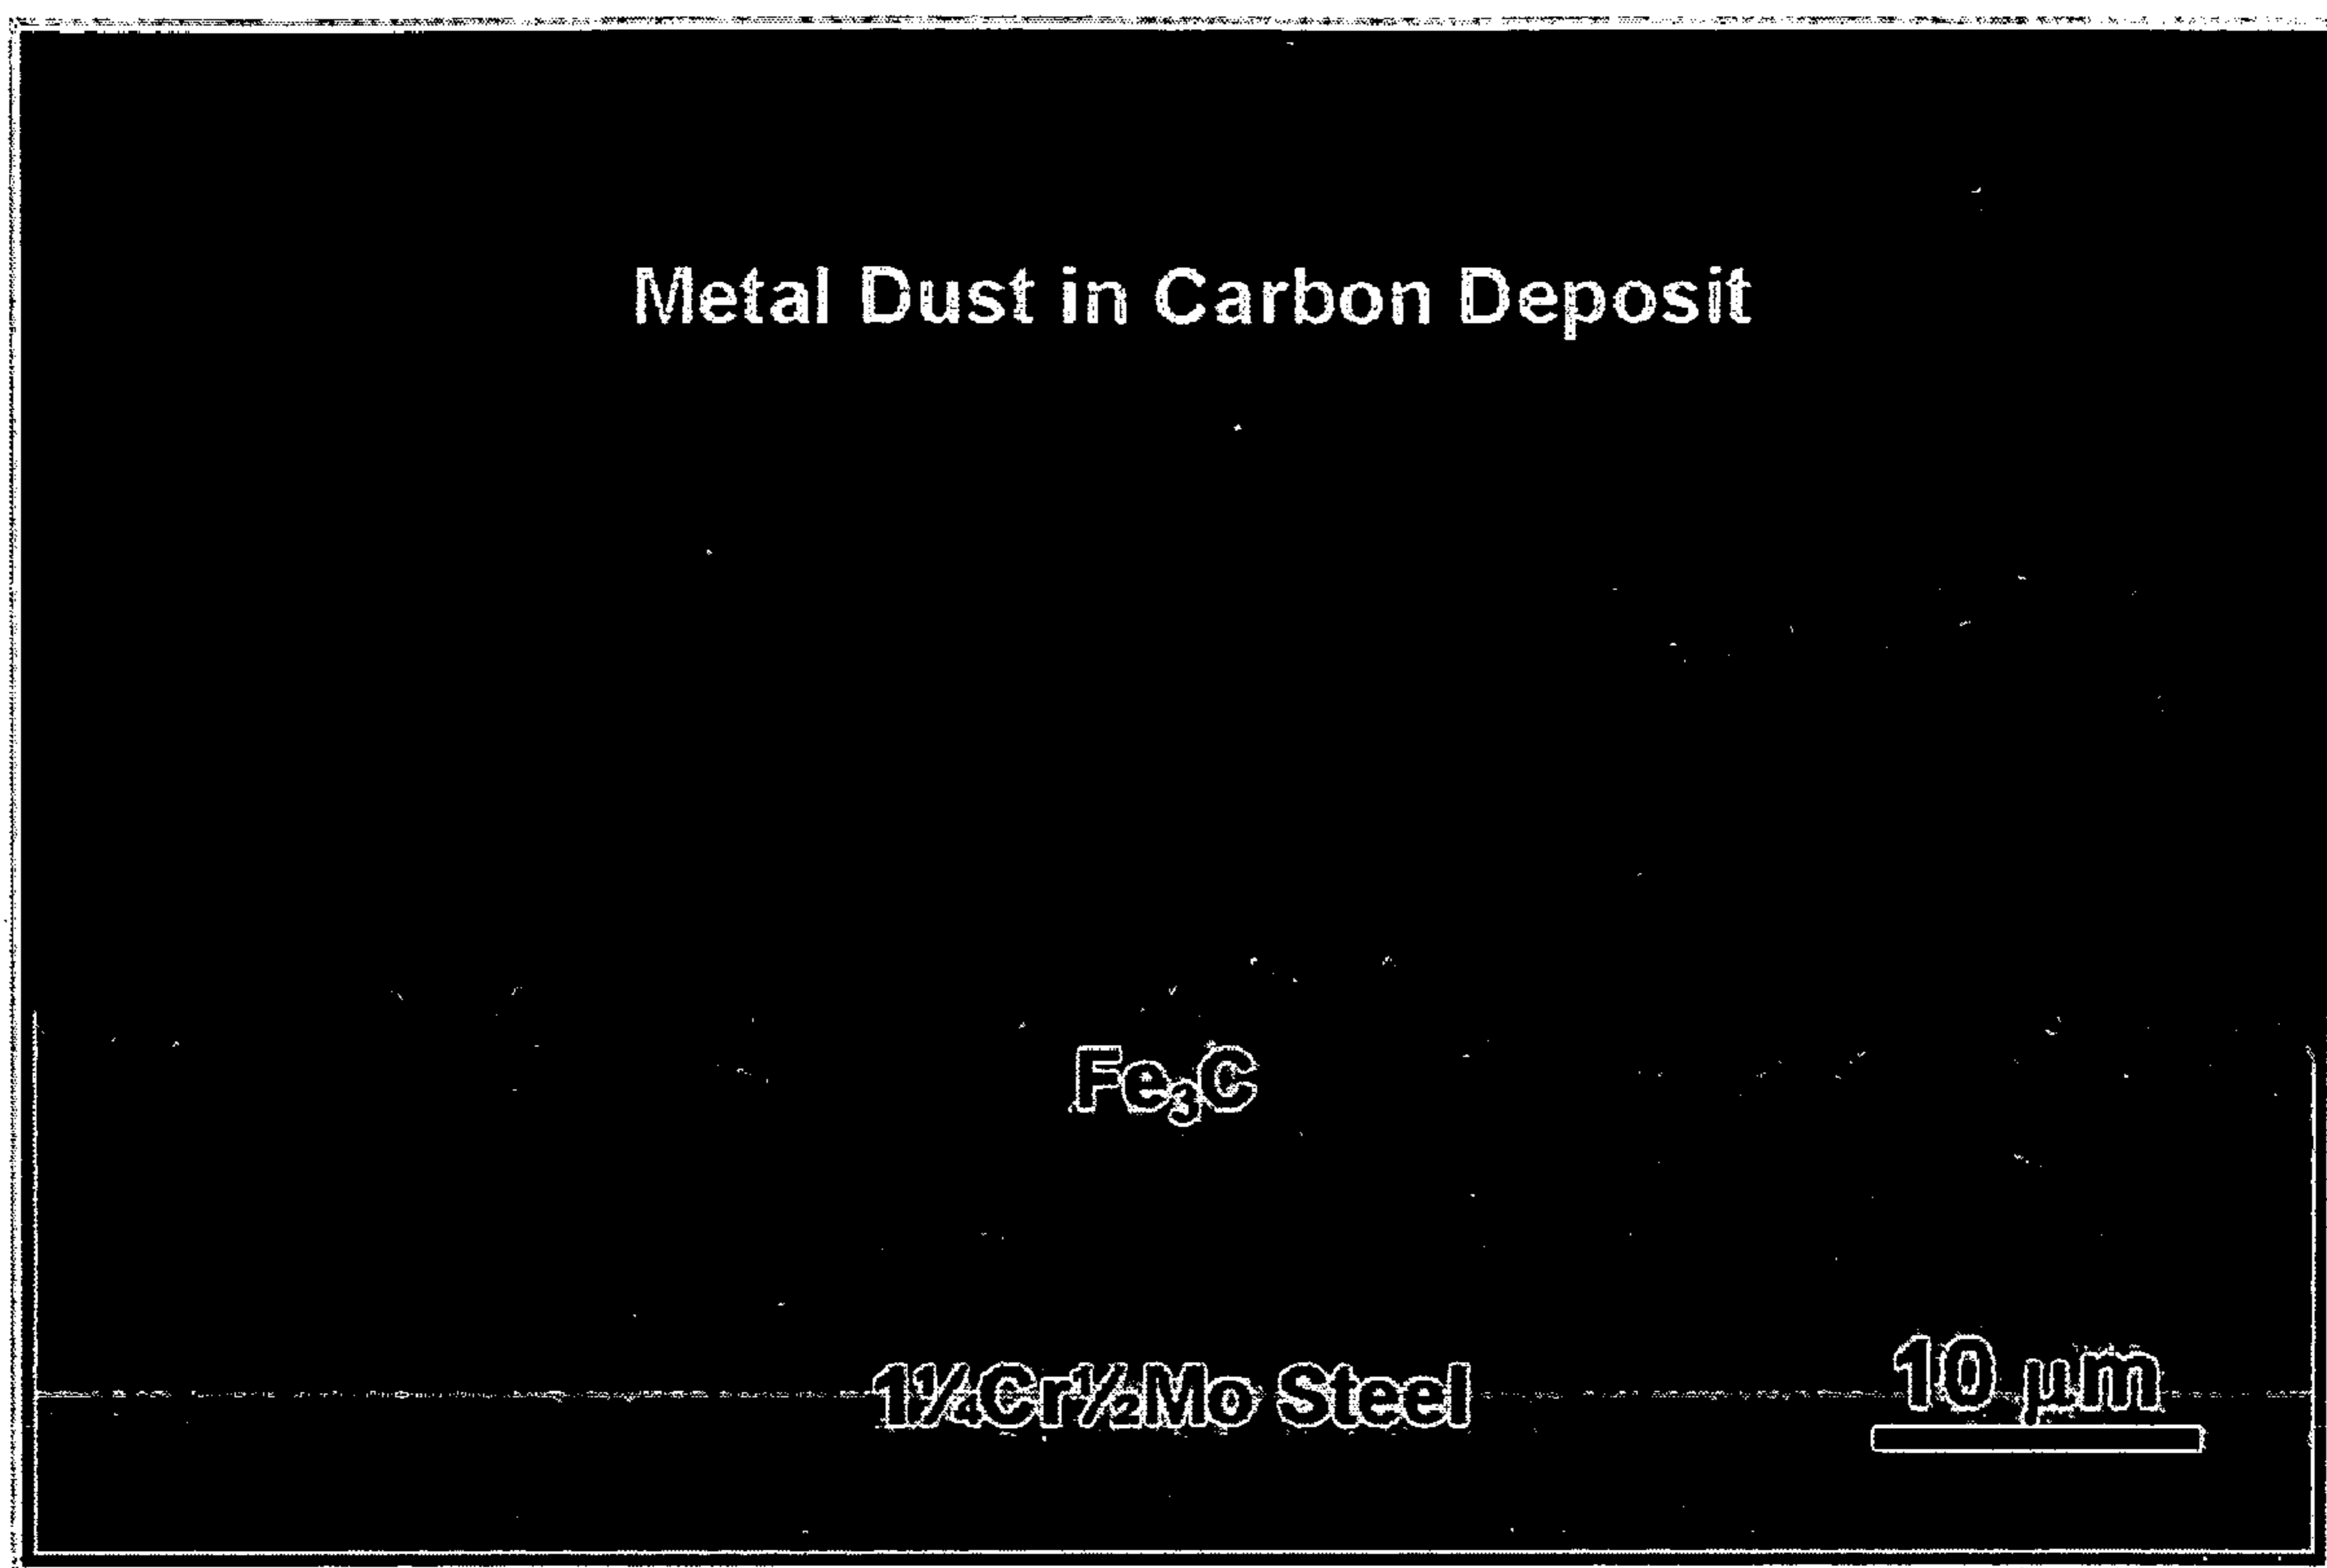 Metal Dust in Carbon Deposit
Fe₃C
1¼Cr½Mo Steel
10 µm